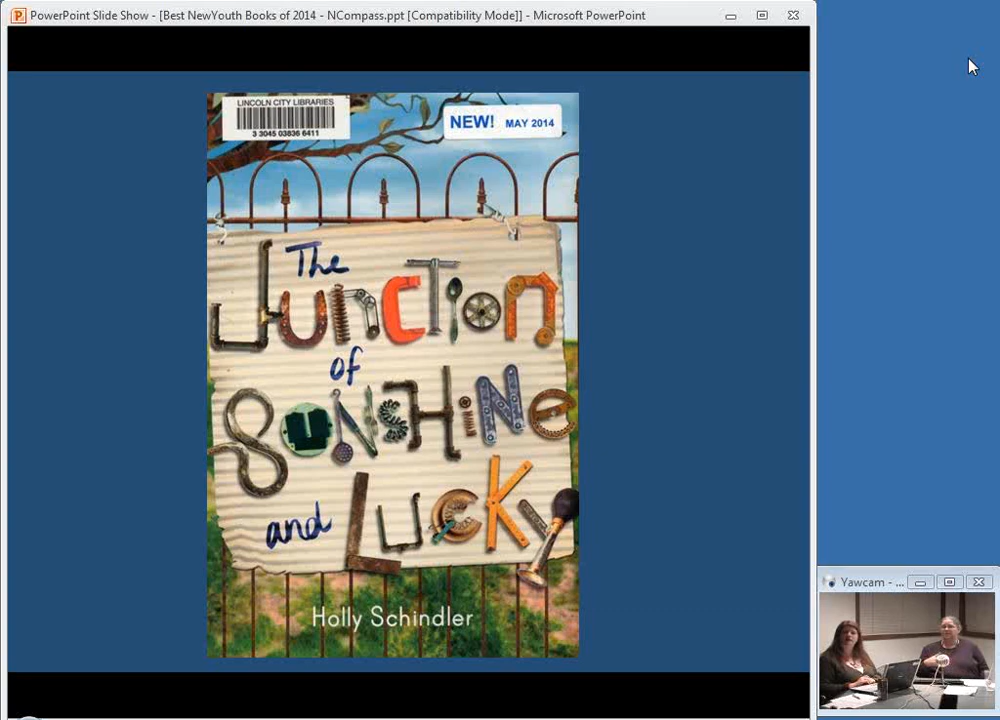 PowerPoint Slide Show - [Best NewYouth Books of 2014 - NCompass.ppt [Compatibility Mode]] - Microsoft PowerPoint
LINCOLN CITY LIBRARIES
3 3045 03836 6411
NEW! MAY 2014
The
JUnCTion
of
SUNsHiNe
and LUCKy
Holly Schindler
Yawcam - ...